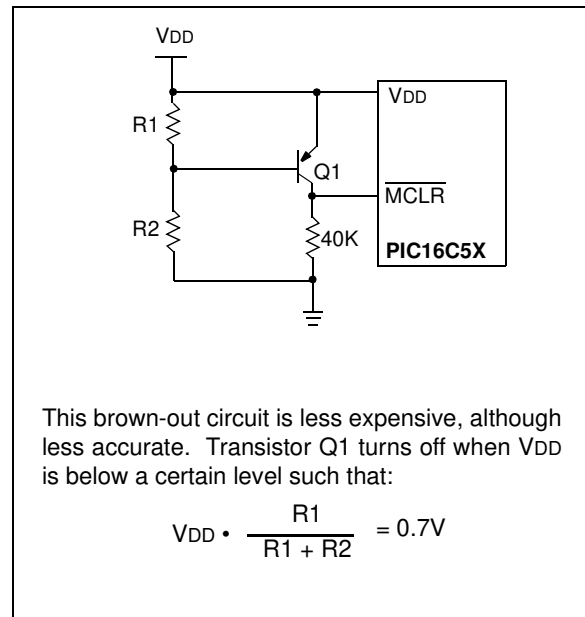 VDD
VDD
R1
Q1
MCLR
R2
40K
PIC16C5X
This brown-out circuit is less expensive, although
less accurate. Transistor Q1 turns off when VDD
is below a certain level such that:
VDD • R1 / R1 + R2 = 0.7V